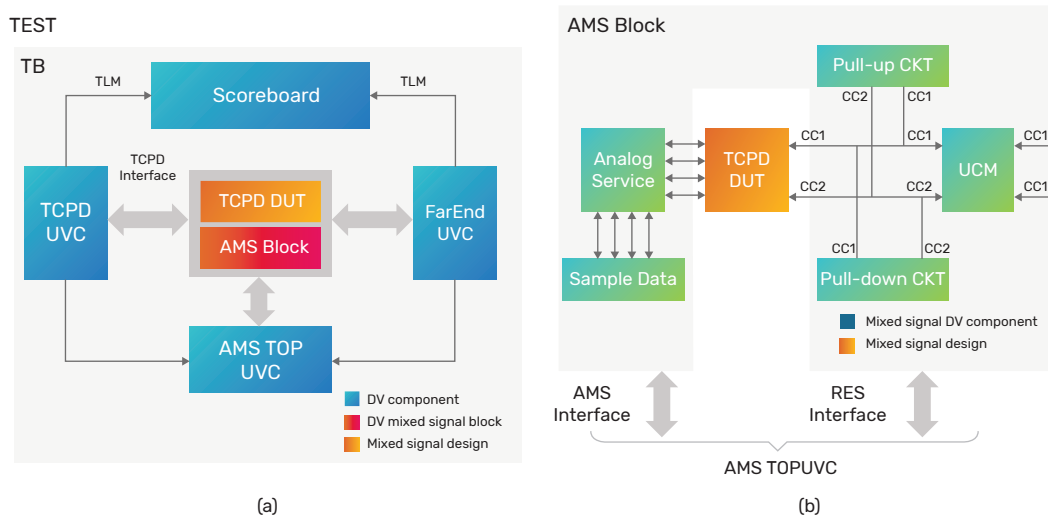 TEST
TB
TLM
TLM
Scoreboard
TCPD
Interface
TCPD
UVC
TCPD DUT
AMS Block
FarEnd
UVC
AMS TOP
UVC
DV component
DV mixed signal block
Mixed signal design
(a)
AMS Block
Pull-up CKT
CC2
CC1
Analog
Service
TCPD
DUT
CC1
CC1
UCM
CC1
CC2
CC2
CC1
CC1
CC2
Sample Data
Pull-down CKT
Mixed signal DV component
Mixed signal design
AMS
Interface
RES
Interface
AMS TOPUVC
(b)